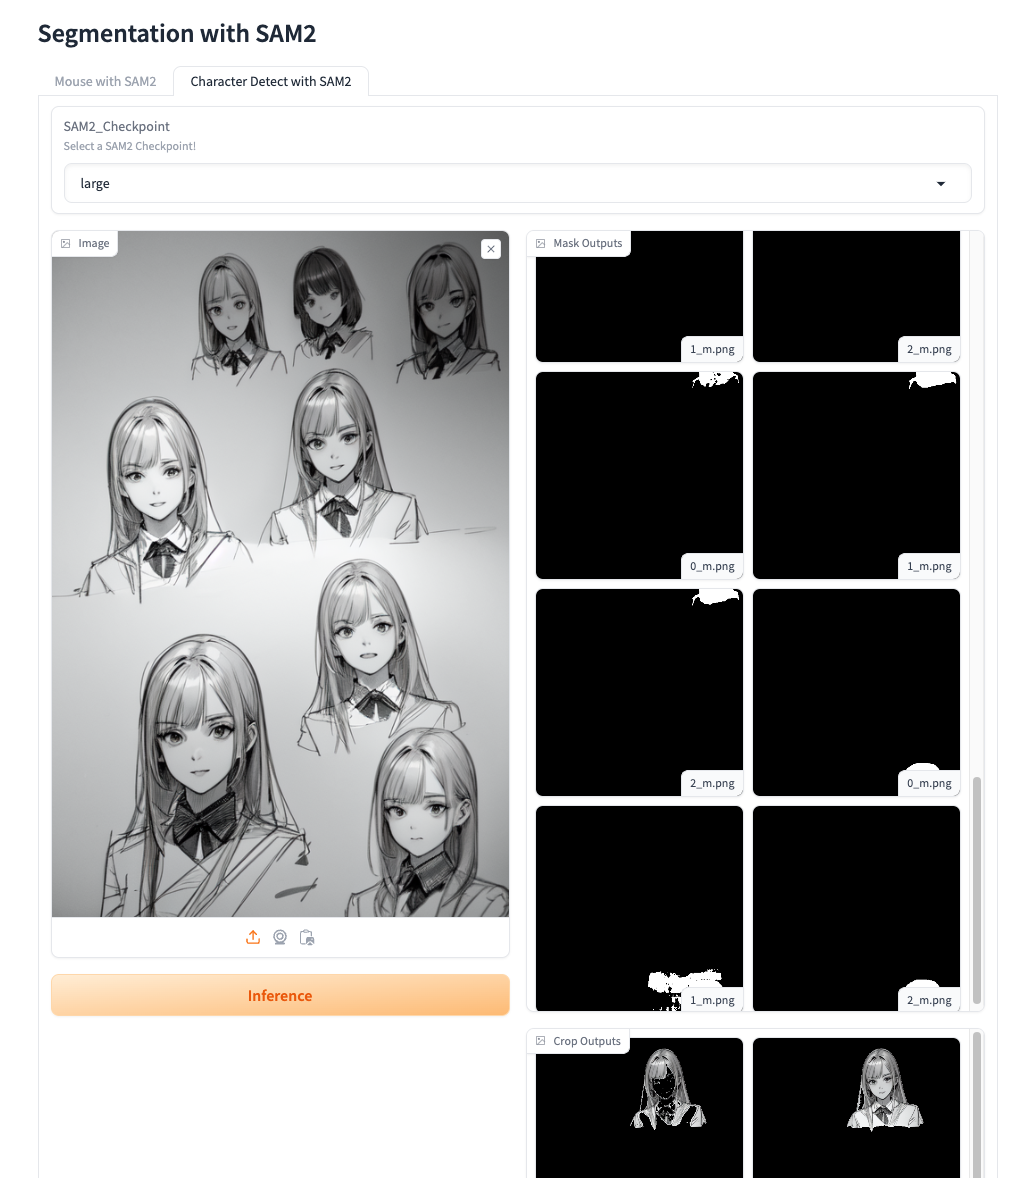 Segmentation with SAM2
Mouse with SAM2
Character Detect with SAM2
SAM2_Checkpoint
Select a SAM2 Checkpoint!
large
Image
Mask Outputs
1_m.png
2_m.png
0_m.png
1_m.png
2_m.png
0_m.png
1_m.png
2_m.png
Inference
Crop Outputs